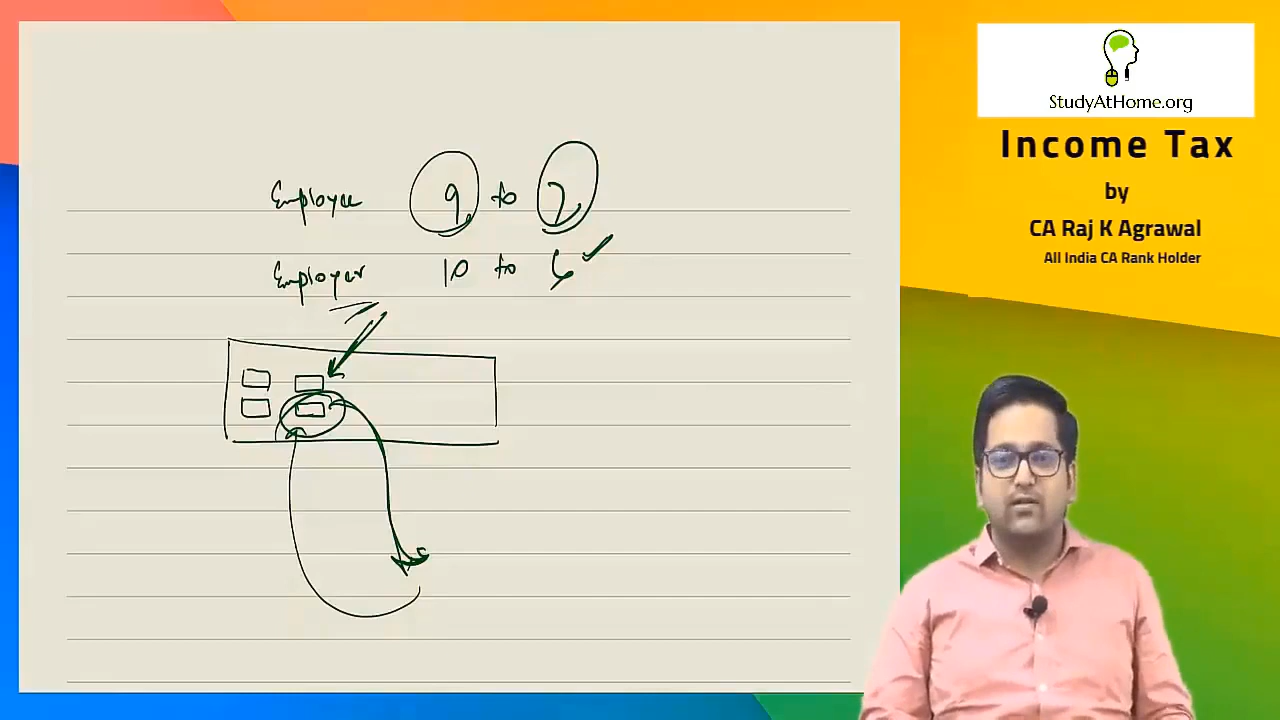 StudyAtHome.org
Income Tax
by
CA Raj K Agrawal
All India CA Rank Holder
Employee 9 to 2
Employer 10 to 6